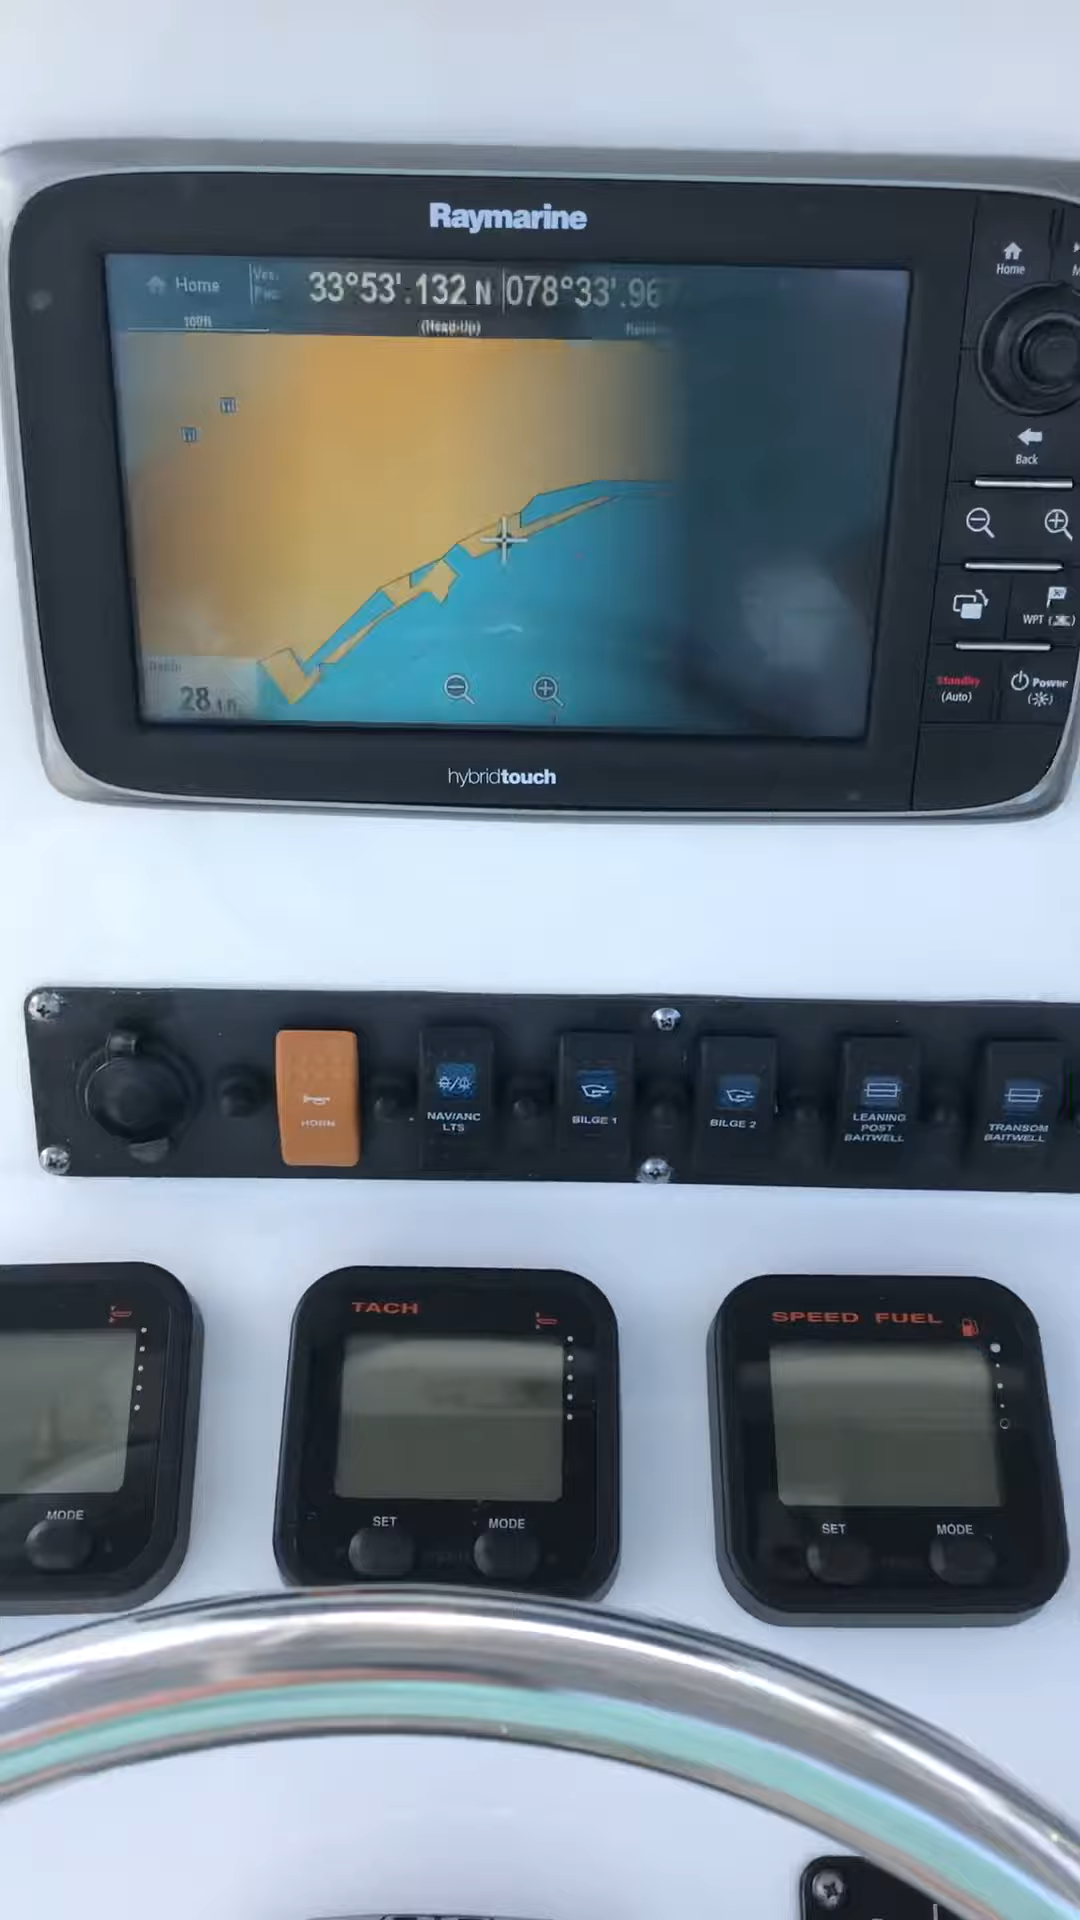 Raymarine
Home
33°53'.132 N
078°33'.967
100ft
(Head-Up)
28
hybridtouch
Home
Back
WPT
Standby
(Auto)
Power
HORN
NAV/ANC
LTS
BILGE 1
BILGE 2
LEANING
POST
BAITWELL
TRANSOM
BAITWELL
MODE
TACH
SET
MODE
SPEED FUEL
SET
MODE